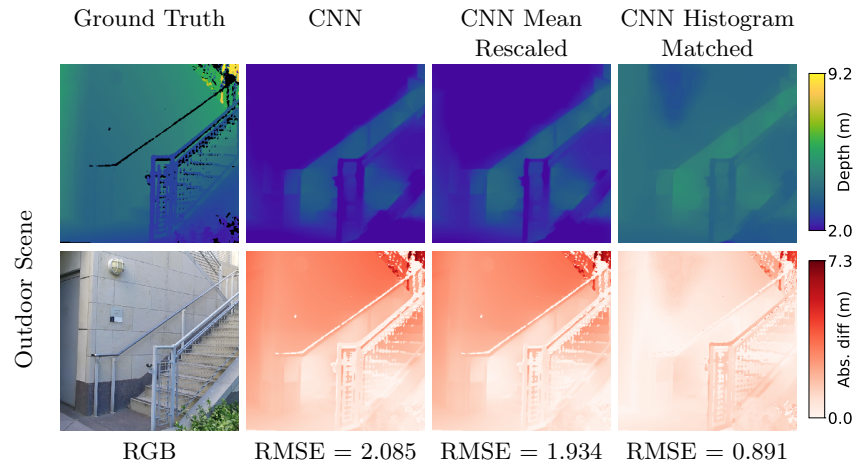 Ground Truth
CNN
CNN Mean
Rescaled
CNN Histogram
Matched
9.2
Depth (m)
2.0
Outdoor Scene
7.3
Abs. diff (m)
0.0
RGB
RMSE = 2.085
RMSE = 1.934
RMSE = 0.891